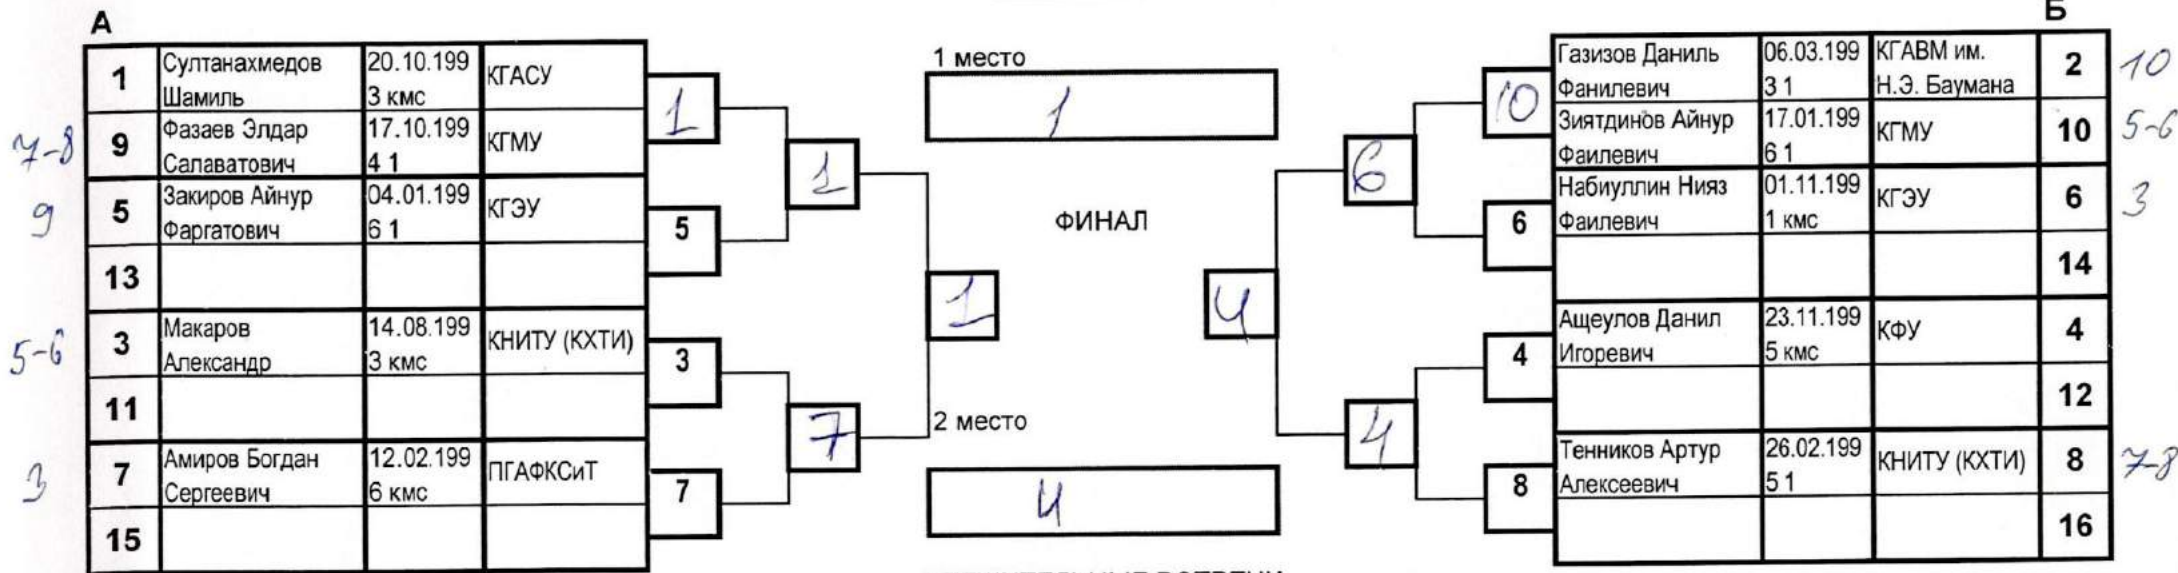 А
1 Султанахмедов 20.10.199 КГАСУ
Шамиль 3 кмс
7-8 9 Фазаев Элдар 17.10.199 КГМУ
Салаватович 4 1
9 5 Закиров Айнур 04.01.199 КГЭУ
Фаргатович 6 1
13
5-6 3 Макаров 14.08.199 КНИТУ (КХТИ)
Александр 3 кмс
11
3 7 Амиров Богдан 12.02.199 ПГАФКСиТ
Сергеевич 6 кмс
15
1
5
3
7
1
7
1
1 место
1
ФИНАЛ
2 место
4
4
6
4
10
6
4
8
Б
Газизов Даниль 06.03.199 КГАВМ им. 2 10
Фанилевич 3 1 Н.Э. Баумана
Зиятдинов Айнур 17.01.199 КГМУ 10 5-6
Фаилевич 6 1
Набиуллин Нияз 01.11.199 КГЭУ 6 3
Фаилевич 1 кмс
14
Ащеулов Данил 23.11.199 КФУ 4
Игоревич 5 кмс
12
Тенников Артур 26.02.199 КНИТУ (КХТИ) 8 7-8
Алексеевич 5 1
16